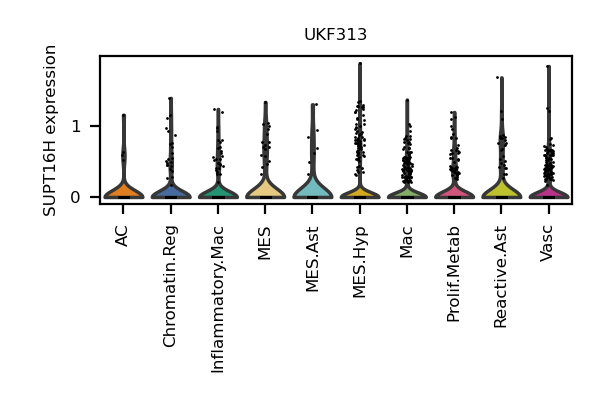 UKF313
SUPT16H expression
1
0
AC
Chromatin.Reg
Inflammatory.Mac
MES
MES.Ast
MES.Hyp
Mac
Prolif.Metab
Reactive.Ast
Vasc